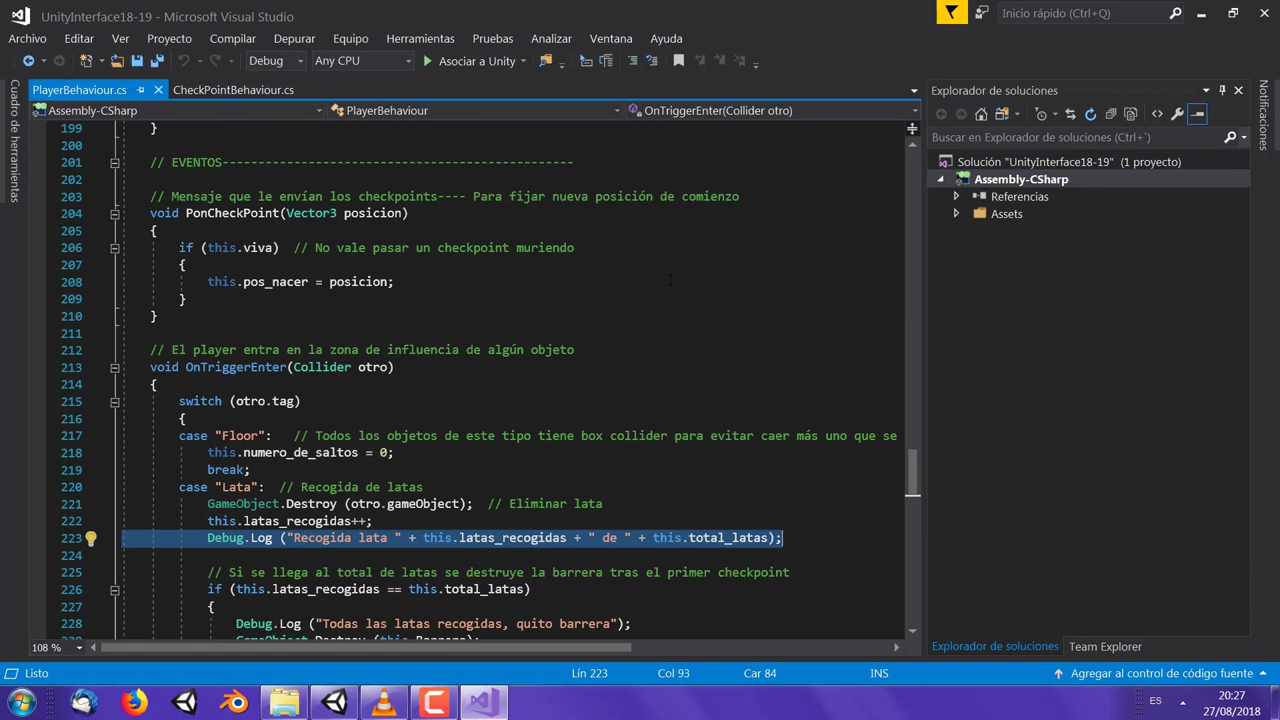 UnityInterface18-19 - Microsoft Visual Studio
Inicio rápido (Ctrl+Q)
Archivo Editar Ver Proyecto Compilar Depurar Equipo Herramientas Pruebas Analizar Ventana Ayuda
Debug Any CPU Asociar a Unity
Cuadro de herramientas
PlayerBehaviour.cs CheckPointBehaviour.cs
Assembly-CSharp PlayerBehaviour OnTriggerEnter(Collider otro)
199 }
200
201 // EVENTOS-------------------------------------------------
202
203 // Mensaje que le envían los checkpoints---- Para fijar nueva posición de comienzo
204 void PonCheckPoint(Vector3 posicion)
205 {
206 if (this.viva) // No vale pasar un checkpoint muriendo
207 {
208 this.pos_nacer = posicion;
209 }
210 }
211
212 // El player entra en la zona de influencia de algún objeto
213 void OnTriggerEnter(Collider otro)
214 {
215 switch (otro.tag)
216 {
217 case "Floor": // Todos los objetos de este tipo tiene box collider para evitar caer más uno que se
218 this.numero_de_saltos = 0;
219 break;
220 case "Lata": // Recogida de latas
221 GameObject.Destroy (otro.gameObject); // Eliminar lata
222 this.latas_recogidas++;
223 Debug.Log ("Recogida lata " + this.latas_recogidas + " de " + this.total_latas);
224
225 // Si se llega al total de latas se destruye la barrera tras el primer checkpoint
226 if (this.latas_recogidas == this.total_latas)
227 {
228 Debug.Log ("Todas las latas recogidas, quito barrera");
229 GameObject.Destroy (this.Barrera);
108 %
Explorador de soluciones
Buscar en Explorador de soluciones (Ctrl+`)
Solución "UnityInterface18-19" (1 proyecto)
Assembly-CSharp
Referencias
Assets
Explorador de soluciones Team Explorer
Notificaciones
Listo Lín 223 Col 93 Car 84 INS Agregar al control de código fuente
ES 20:27
27/08/2018